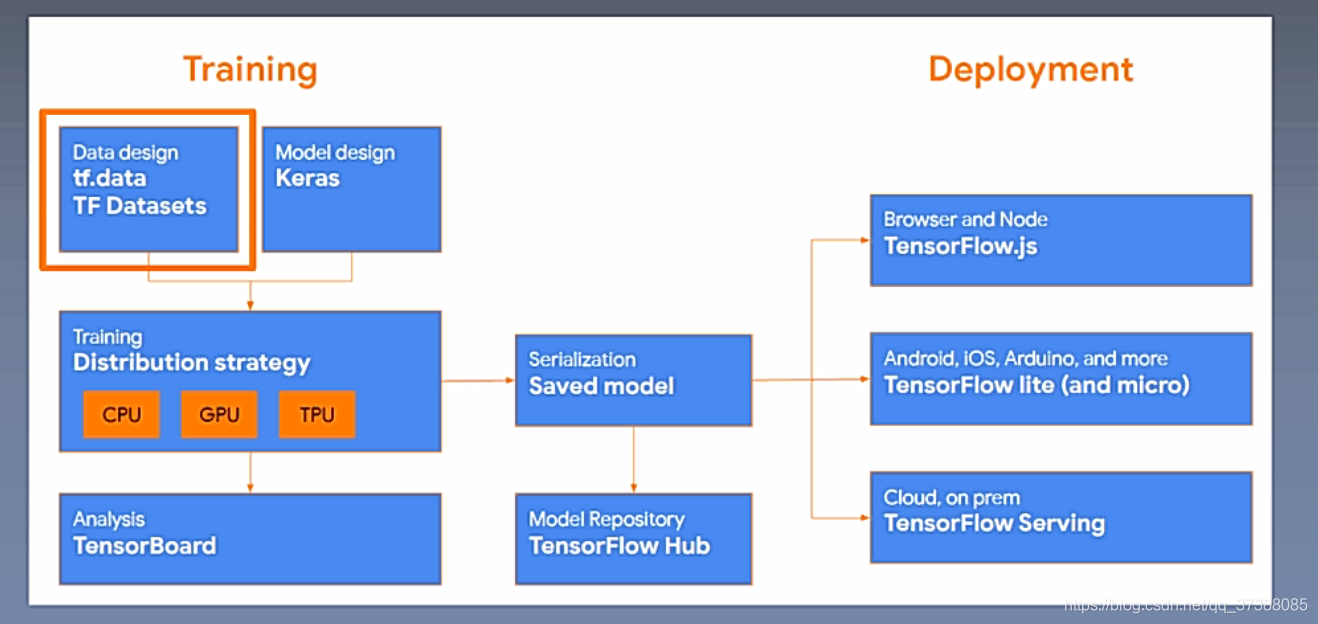 Training
Deployment
Data design
tf.data
TF Datasets
Model design
Keras
Training
Distribution strategy
CPU
GPU
TPU
Analysis
TensorBoard
Serialization
Saved model
Model Repository
TensorFlow Hub
Browser and Node
TensorFlow.js
Android, iOS, Arduino, and more
TensorFlow lite (and micro)
Cloud, on prem
TensorFlow Serving
https://blog.csdn.net/qq_37388085